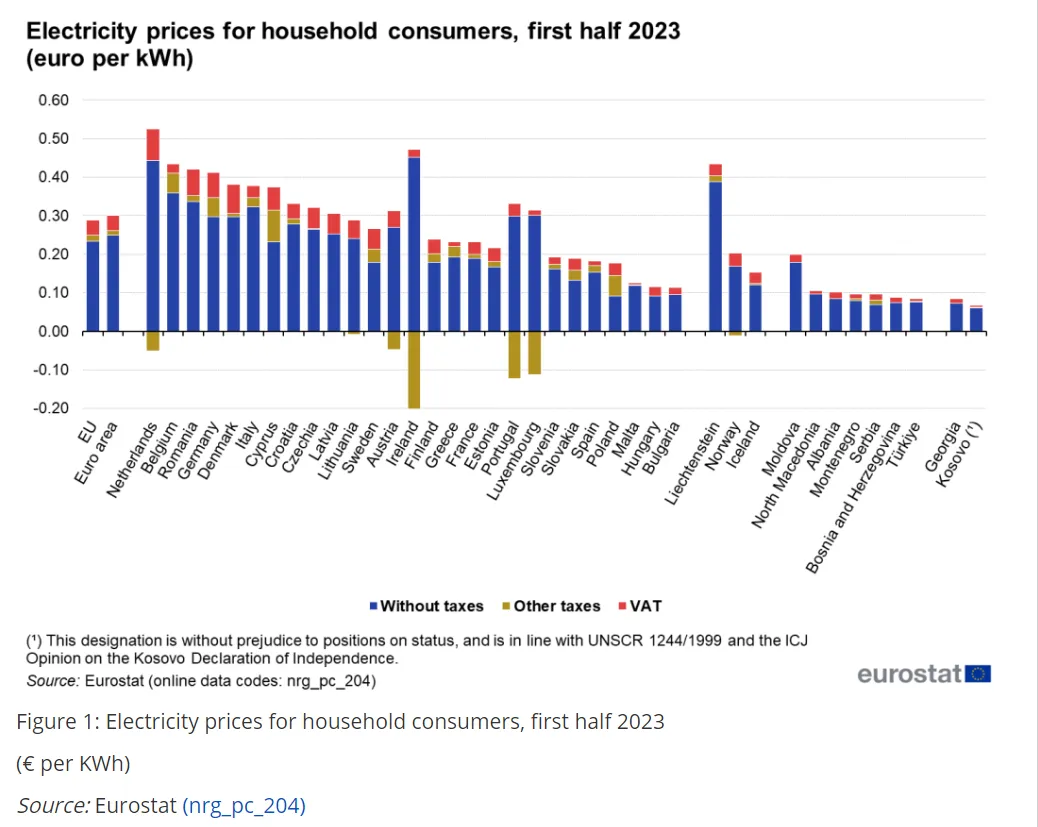 Electricity prices for household consumers, first half 2023
(euro per kWh)
0.60
0.50
0.40
0.30
0.20
0.10
0.00
-0.10
-0.20
EU
Euro area
Netherlands
Belgium
Romania
Germany
Denmark
Italy
Cyprus
Croatia
Czechia
Latvia
Lithuania
Sweden
Austria
Ireland
Finland
Greece
France
Estonia
Portugal
Luxembourg
Slovenia
Slovakia
Spain
Poland
Malta
Hungary
Bulgaria
Liechtenstein
Norway
Iceland
Moldova
North Macedonia
Albania
Montenegro
Serbia
Bosnia and Herzegovina
Türkiye
Georgia
Kosovo (¹)
Without taxes Other taxes VAT
(¹) This designation is without prejudice to positions on status, and is in line with UNSCR 1244/1999 and the ICJ
Opinion on the Kosovo Declaration of Independence.
Source: Eurostat (online data codes: nrg_pc_204)
eurostat
Figure 1: Electricity prices for household consumers, first half 2023
(€ per KWh)
Source: Eurostat (nrg_pc_204)